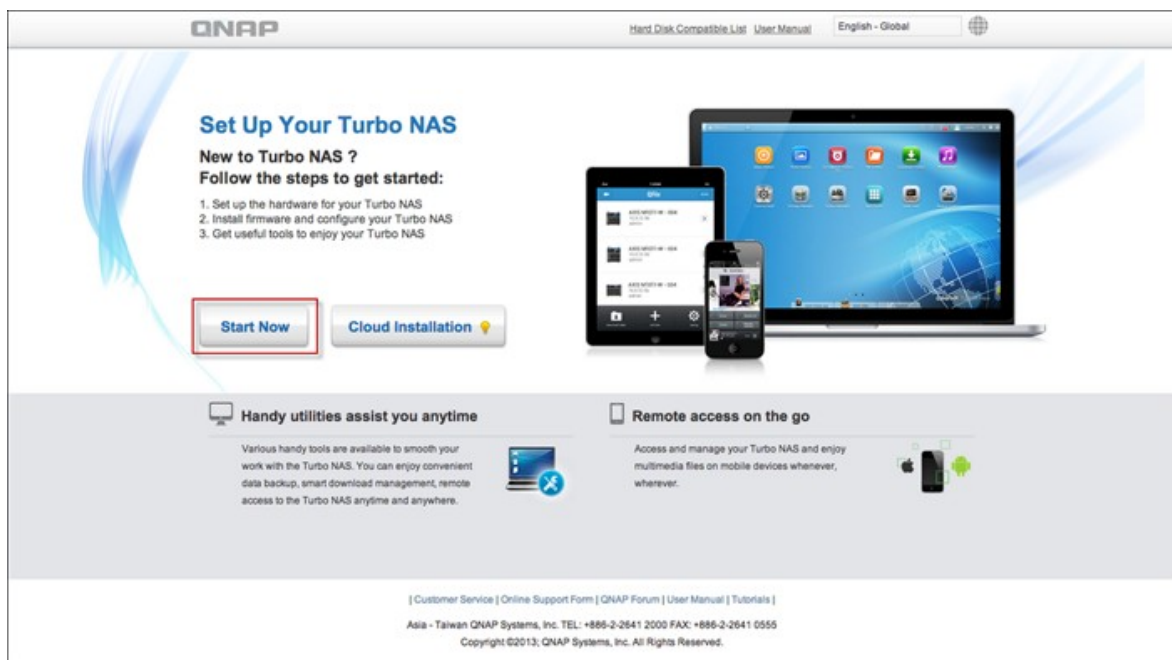 QNAP
Hard Disk Compatible List User Manual English - Global
Set Up Your Turbo NAS
New to Turbo NAS ?
Follow the steps to get started:
1. Set up the hardware for your Turbo NAS
2. Install firmware and configure your Turbo NAS
3. Get useful tools to enjoy your Turbo NAS
Start Now
Cloud Installation
Handy utilities assist you anytime
Various handy tools are available to smooth your
work with the Turbo NAS. You can enjoy convenient
data backup, smart download management, remote
access to the Turbo NAS anytime and anywhere.
Remote access on the go
Access and manage your Turbo NAS and enjoy
multimedia files on mobile devices whenever,
wherever.
| Customer Service | Online Support Form | QNAP Forum | User Manual | Tutorials |
Asia - Taiwan QNAP Systems, Inc. TEL: +886-2-2641 2000 FAX: +886-2-2641 0555
Copyright ©2013; QNAP Systems, Inc. All Rights Reserved.